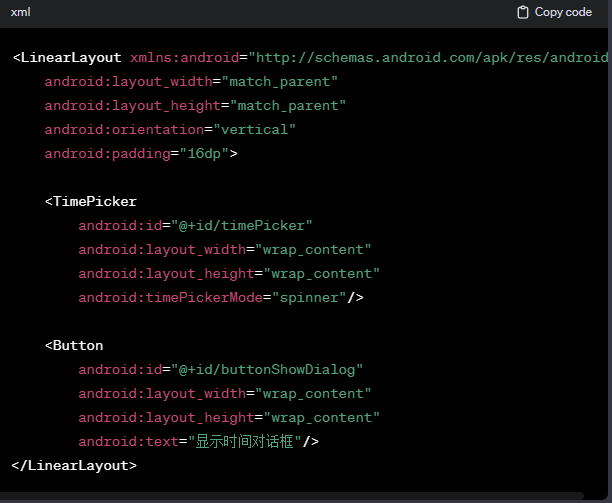 xml
Copy code
<LinearLayout xmlns:android="http://schemas.android.com/apk/res/android
android:layout_width="match_parent"
android:layout_height="match_parent"
android:orientation="vertical"
android:padding="16dp">
<TimePicker
android:id="@+id/timePicker"
android:layout_width="wrap_content"
android:layout_height="wrap_content"
android:timePickerMode="spinner"/>
<Button
android:id="@+id/buttonShowDialog"
android:layout_width="wrap_content"
android:layout_height="wrap_content"
android:text="显示时间对话框"/>
</LinearLayout>